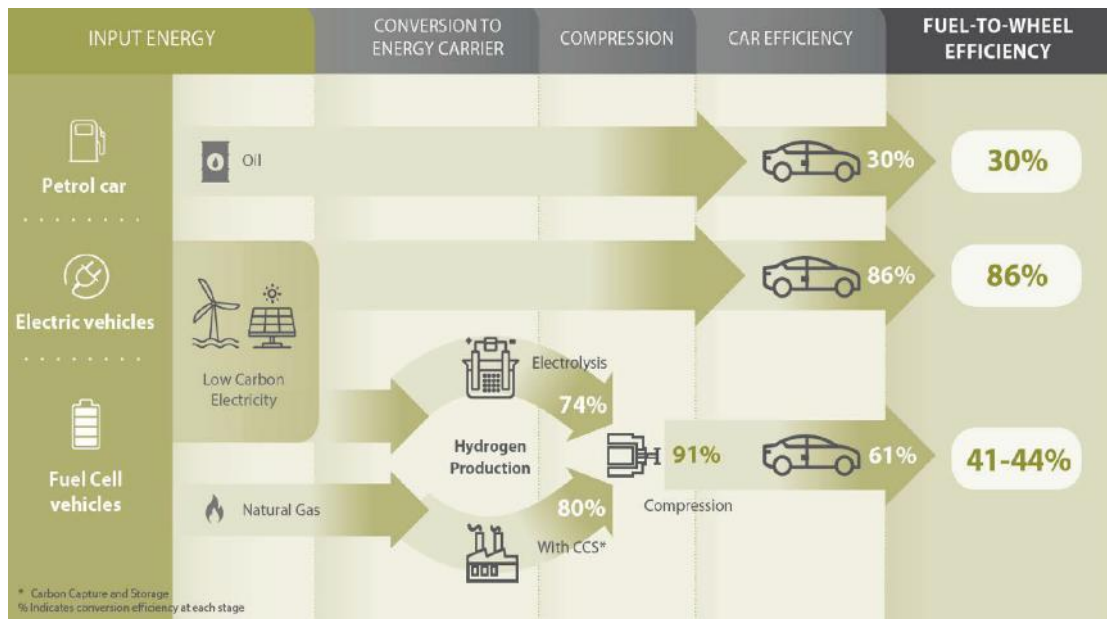 INPUT ENERGY
CONVERSION TO
ENERGY CARRIER
COMPRESSION
CAR EFFICIENCY
FUEL-TO-WHEEL
EFFICIENCY
Petrol car
Oil
30%
30%
Electric vehicles
Low Carbon
Electricity
86%
86%
Electrolysis
74%
Hydrogen
Production
Fuel Cell
vehicles
Natural Gas
80%
With CCS*
91%
Compression
61%
41-44%
* Carbon Capture and Storage
% Indicates conversion efficiency at each stage